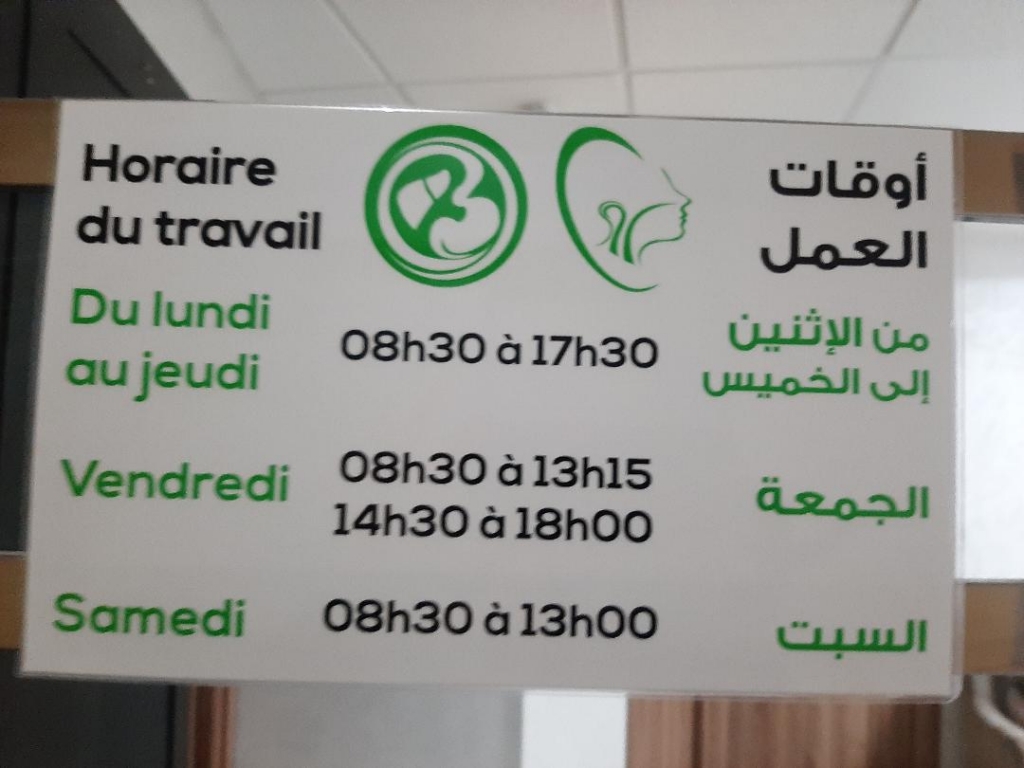 Horaire
du travail
أوقات
العمل
Du lundi
au jeudi
08h30 à 17h30
من الإثنين
إلى الخميس
Vendredi
08h30 à 13h15
14h30 à 18h00
الجمعة
Samedi
08h30 à 13h00
السبت